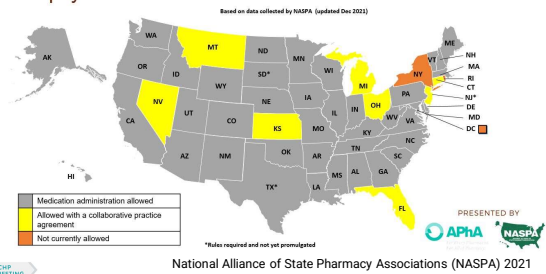 Based on data collected by NASPA (updated Dec 2021)
WA
MT
ND
MN
ME
VT
NH
AK
OR
ID
SD*
WI
NY
MA
WY
MI
RI
CT
NV
NE
IA
PA
NJ*
OH
DE
UT
CO
IL
IN
WV
MD
CA
KS
MO
KY
VA
DC
NC
TN
AZ
NM
OK
AR
SC
HI
MS
AL
GA
TX*
LA
FL
Medication administration allowed
Allowed with a collaborative practice
agreement
Not currently allowed
*Rules required and not yet promulgated
PRESENTED BY
APhA
NASPA
National Alliance of State Pharmacy Associations (NASPA) 2021